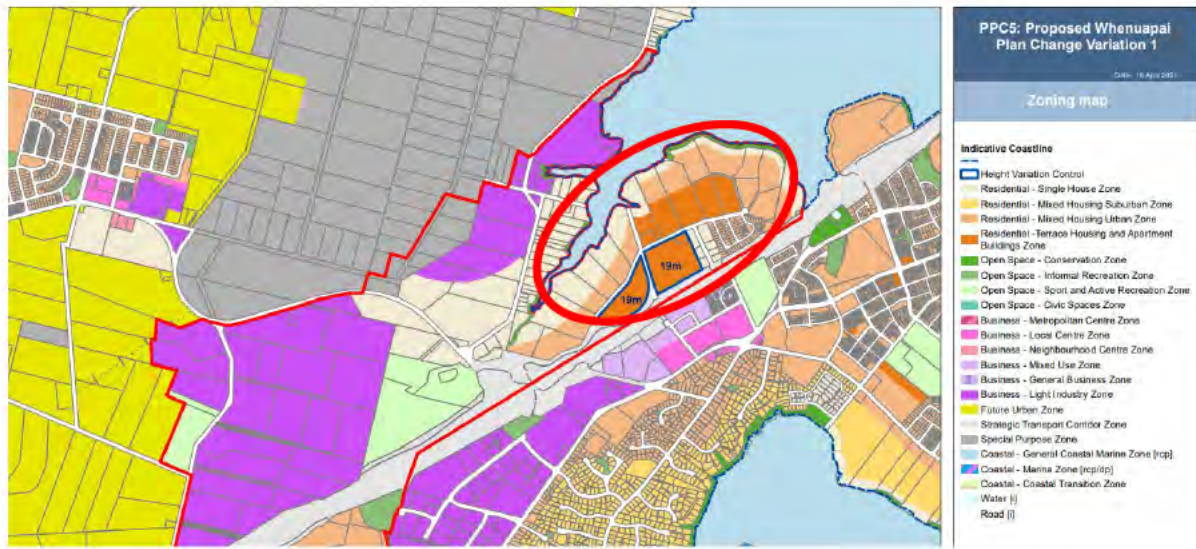 PPC5: Proposed Whenuapai
Plan Change Variation 1
Zoning map
Indicative Coastline
Height Variation Control
Residential - Single House Zone
Residential - Mixed Housing Suburban Zone
Residential - Mixed Housing Urban Zone
Residential -Terrace Housing and Apartment
Buildings Zone
Open Space - Conservation Zone
Open Space - Informal Recreation Zone
Open Space - Sport and Active Recreation Zone
Open Space - Civic Spaces Zone
Business - Metropolitan Centre Zone
Business - Local Centre Zone
Business - Neighbourhood Centre Zone
Business - Mixed Use Zone
Business - General Business Zone
Business - Light Industry Zone
Future Urban Zone
Strategic Transport Corridor Zone
Special Purpose Zone
Coastal - General Coastal Marine Zone [rcp]
Coastal - Marina Zone [rcp/dp]
Coastal - Coastal Transition Zone
Water [i]
Road [i]
19m
19m